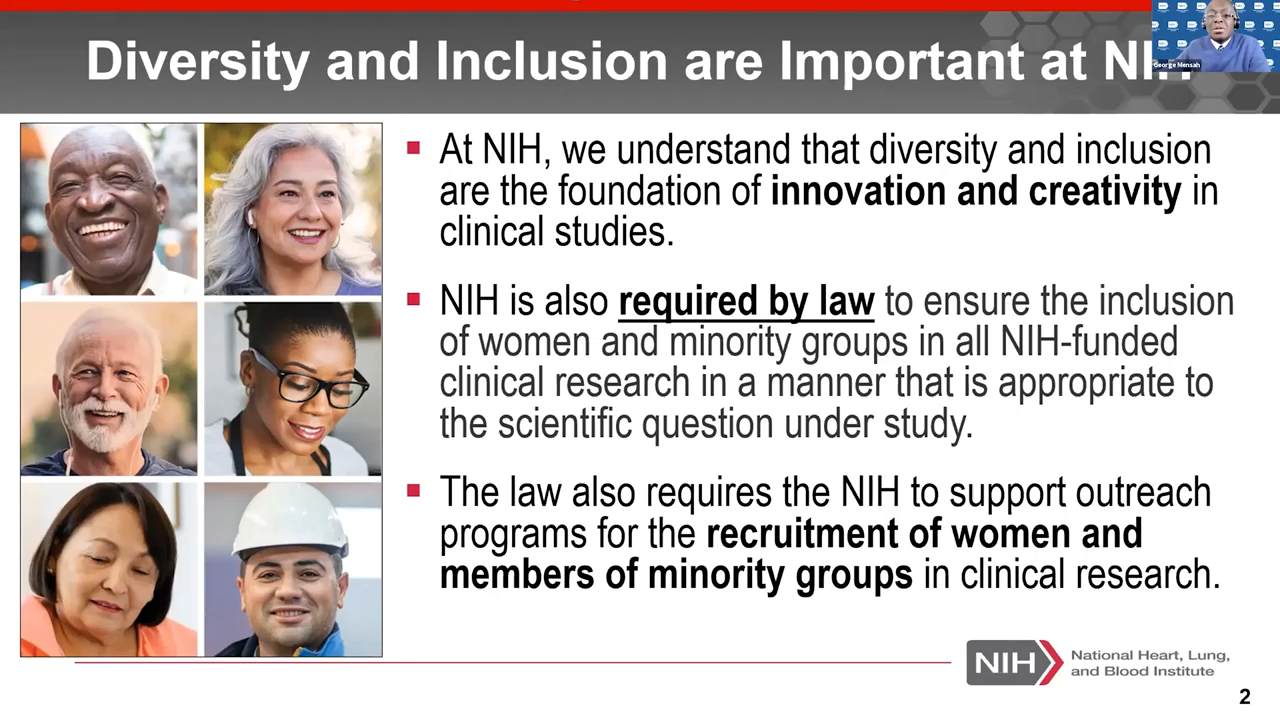 Diversity and Inclusion are Important at NIH
George Mensah
At NIH, we understand that diversity and inclusion
are the foundation of innovation and creativity in
clinical studies.
NIH is also required by law to ensure the inclusion
of women and minority groups in all NIH-funded
clinical research in a manner that is appropriate to
the scientific question under study.
The law also requires the NIH to support outreach
programs for the recruitment of women and
members of minority groups in clinical research.
NIH
National Heart, Lung,
and Blood Institute
2